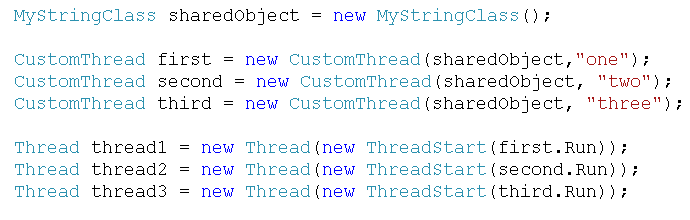 MyStringClass sharedObject = new MyStringClass();
CustomThread first = new CustomThread(sharedObject,"one");
CustomThread second = new CustomThread(sharedObject, "two");
CustomThread third = new CustomThread(sharedObject, "three");
Thread thread1 = new Thread(new ThreadStart(first.Run));
Thread thread2 = new Thread(new ThreadStart(second.Run));
Thread thread3 = new Thread(new ThreadStart(third.Run));